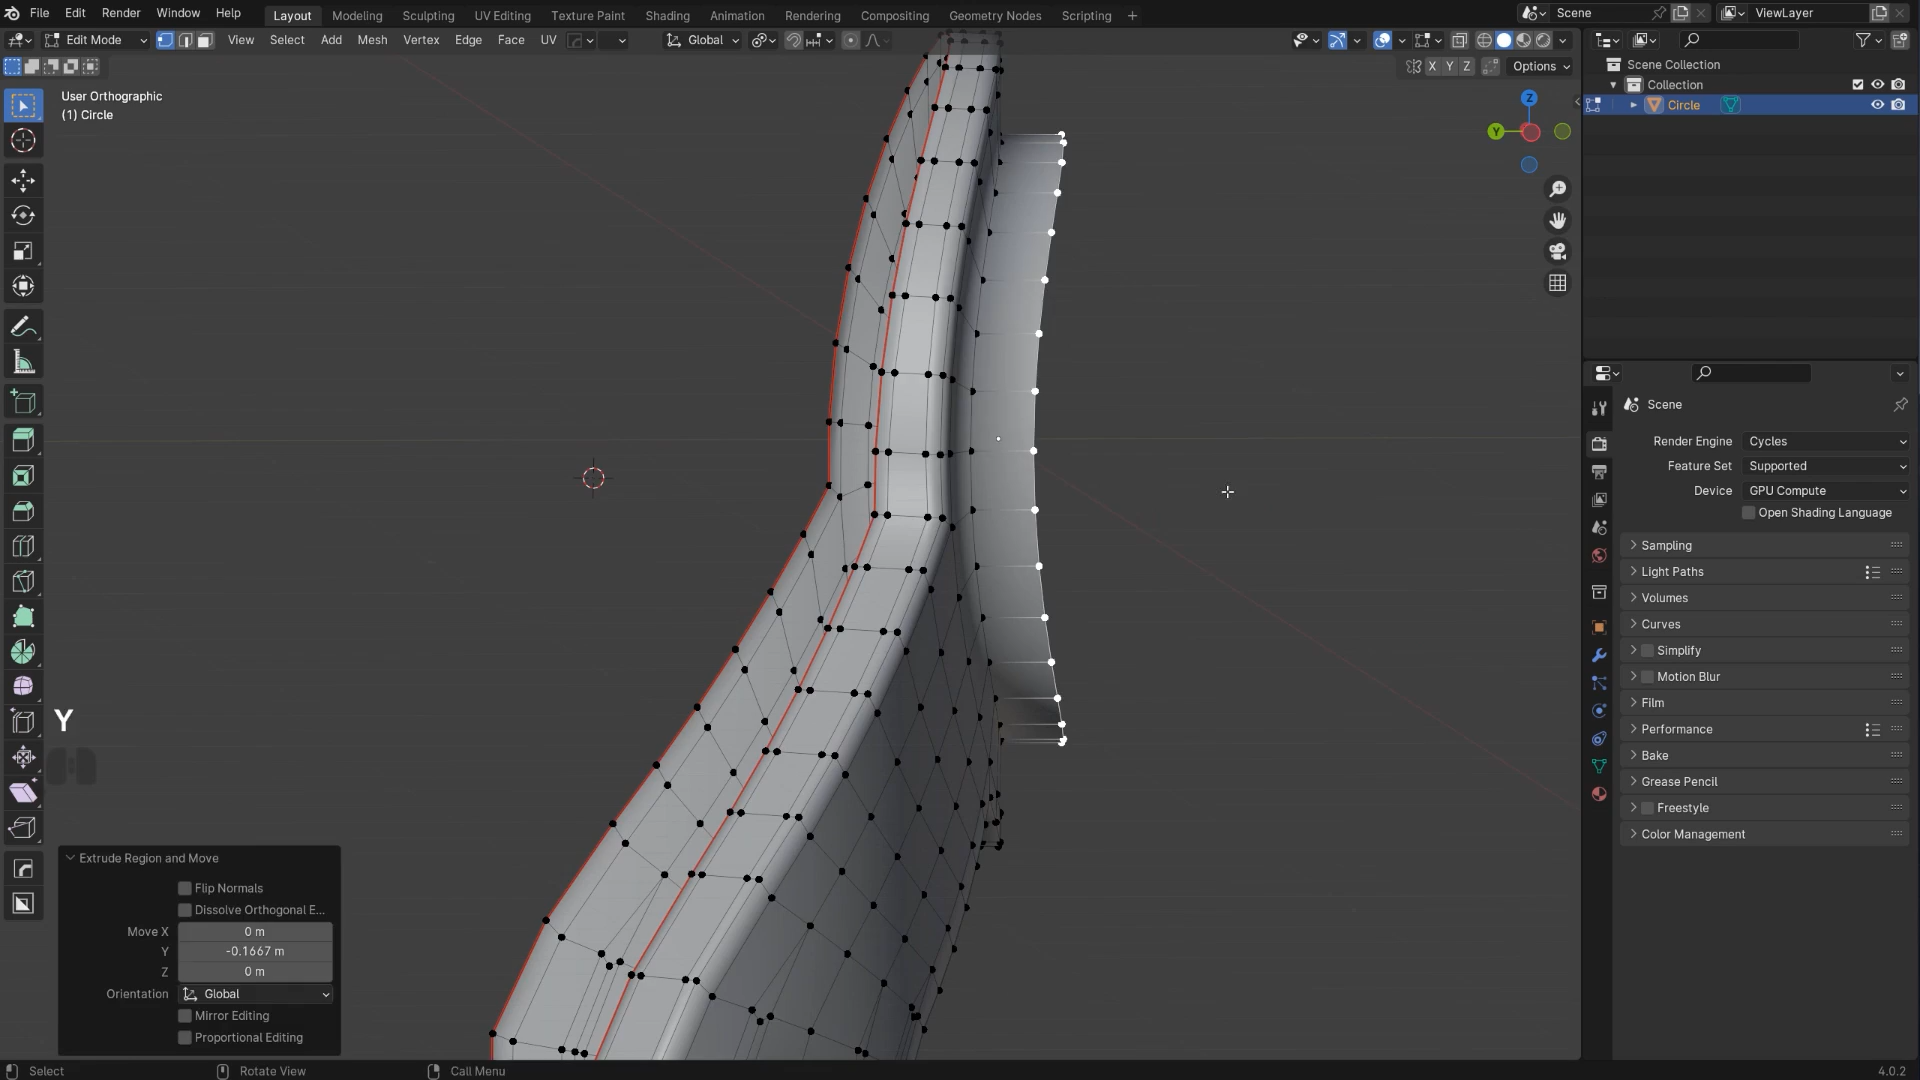 File Edit Render Window Help Layout Modeling Sculpting UV Editing Texture Paint Shading Animation Rendering Compositing Geometry Nodes Scripting + Scene ViewLayer
Edit Mode View Select Add Mesh Vertex Edge Face UV Global
X Y Z Options
Scene Collection
Collection
Circle
User Orthographic
(1) Circle
Z
Y
Scene
Render Engine Cycles
Feature Set Supported
Device GPU Compute
Open Shading Language
Sampling
Light Paths
Volumes
Curves
Simplify
Motion Blur
Film
Performance
Bake
Grease Pencil
Freestyle
Color Management
Y
Extrude Region and Move
Flip Normals
Dissolve Orthogonal E...
Move X 0 m
Y -0.1667 m
Z 0 m
Orientation Global
Mirror Editing
Proportional Editing
Select Rotate View Call Menu 4.0.2